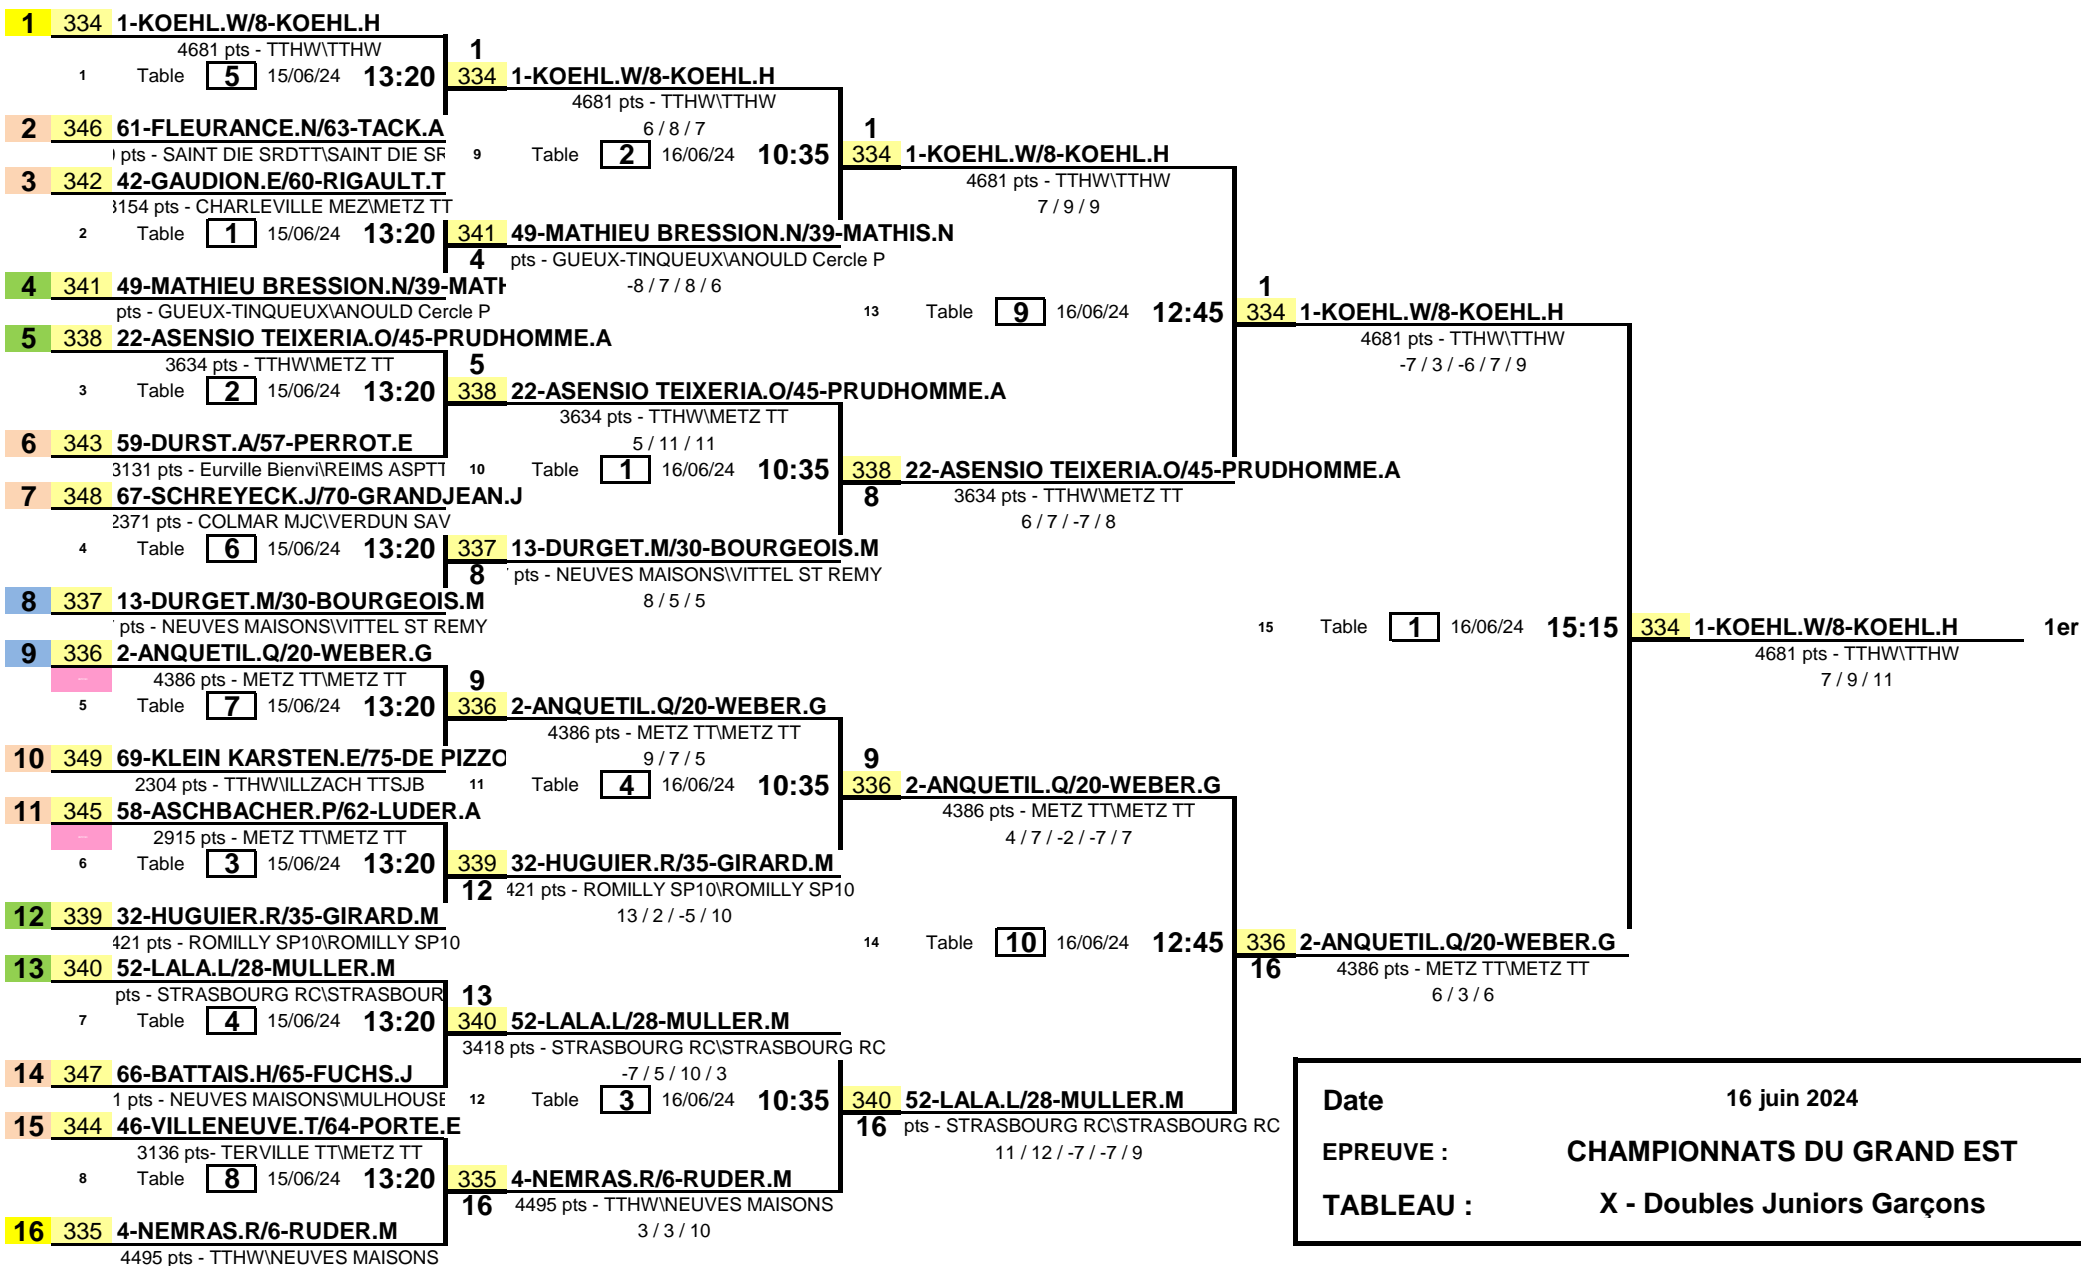 1 334 1-KOEHL.W/8-KOEHL.H
4681 pts - TTHW\TTHW
1 Table 5 15/06/24 13:20
2 346 61-FLEURANCE.N/63-TACK.A
pts - SAINT DIE SRDTT\SAINT DIE SR
3 342 42-GAUDION.E/60-RIGAULT.T
3154 pts - CHARLEVILLE MEZ\METZ TT
2 Table 1 15/06/24 13:20
4 341 49-MATHIEU BRESSION.N/39-MATH
pts - GUEUX-TINQUEUX\ANOULD Cercle P
5 338 22-ASENSIO TEIXERIA.O/45-PRUDHOMME.A
3634 pts - TTHW\METZ TT
3 Table 2 15/06/24 13:20
6 343 59-DURST.A/57-PERROT.E
3131 pts - Eurville Bienvi\REIMS ASPTT
7 348 67-SCHREYECK.J/70-GRANDJEAN.J
2371 pts - COLMAR MJC\VERDUN SAV
4 Table 6 15/06/24 13:20
8 337 13-DURGET.M/30-BOURGEOIS.M
pts - NEUVES MAISONS\VITTEL ST REMY
9 336 2-ANQUETIL.Q/20-WEBER.G
4386 pts - METZ TT\METZ TT
5 Table 7 15/06/24 13:20
10 349 69-KLEIN KARSTEN.E/75-DE PIZZO
2304 pts - TTHW\ILLZACH TTSJB
11 345 58-ASCHBACHER.P/62-LUDER.A
2915 pts - METZ TT\METZ TT
6 Table 3 15/06/24 13:20
12 339 32-HUGUIER.R/35-GIRARD.M
421 pts - ROMILLY SP10\ROMILLY SP10
13 340 52-LALA.L/28-MULLER.M
pts - STRASBOURG RC\STRASBOUR
7 Table 4 15/06/24 13:20
14 347 66-BATTAIS.H/65-FUCHS.J
1 pts - NEUVES MAISONS\MULHOUSE
15 344 46-VILLENEUVE.T/64-PORTE.E
3136 pts- TERVILLE TT\METZ TT
8 Table 8 15/06/24 13:20
16 335 4-NEMRAS.R/6-RUDER.M
4495 pts - TTHW\NEUVES MAISONS
1
334 1-KOEHL.W/8-KOEHL.H
4681 pts - TTHW\TTHW
6 / 8 / 7
9 Table 2 16/06/24 10:35
341 49-MATHIEU BRESSION.N/39-MATHIS.N
4 pts - GUEUX-TINQUEUX\ANOULD Cercle P
-8 / 7 / 8 / 6
5
338 22-ASENSIO TEIXERIA.O/45-PRUDHOMME.A
3634 pts - TTHW\METZ TT
5 / 11 / 11
10 Table 1 16/06/24 10:35
337 13-DURGET.M/30-BOURGEOIS.M
8 pts - NEUVES MAISONS\VITTEL ST REMY
8 / 5 / 5
9
336 2-ANQUETIL.Q/20-WEBER.G
4386 pts - METZ TT\METZ TT
9 / 7 / 5
11 Table 4 16/06/24 10:35
339 32-HUGUIER.R/35-GIRARD.M
12 421 pts - ROMILLY SP10\ROMILLY SP10
13 / 2 / -5 / 10
13
340 52-LALA.L/28-MULLER.M
3418 pts - STRASBOURG RC\STRASBOURG RC
-7 / 5 / 10 / 3
12 Table 3 16/06/24 10:35
335 4-NEMRAS.R/6-RUDER.M
16 4495 pts - TTHW\NEUVES MAISONS
3 / 3 / 10
1
334 1-KOEHL.W/8-KOEHL.H
4681 pts - TTHW\TTHW
7 / 9 / 9
13 Table 9 16/06/24 12:45
338 22-ASENSIO TEIXERIA.O/45-PRUDHOMME.A
8 3634 pts - TTHW\METZ TT
6 / 7 / -7 / 8
9
336 2-ANQUETIL.Q/20-WEBER.G
4386 pts - METZ TT\METZ TT
4 / 7 / -2 / -7 / 7
14 Table 10 16/06/24 12:45
340 52-LALA.L/28-MULLER.M
16 pts - STRASBOURG RC\STRASBOURG RC
11 / 12 / -7 / -7 / 9
1
334 1-KOEHL.W/8-KOEHL.H
4681 pts - TTHW\TTHW
-7 / 3 / -6 / 7 / 9
15 Table 1 16/06/24 15:15
336 2-ANQUETIL.Q/20-WEBER.G
16 4386 pts - METZ TT\METZ TT
6 / 3 / 6
334 1-KOEHL.W/8-KOEHL.H 1er
4681 pts - TTHW\TTHW
7 / 9 / 11
Date 16 juin 2024
EPREUVE : CHAMPIONNATS DU GRAND EST
TABLEAU : X - Doubles Juniors Garçons